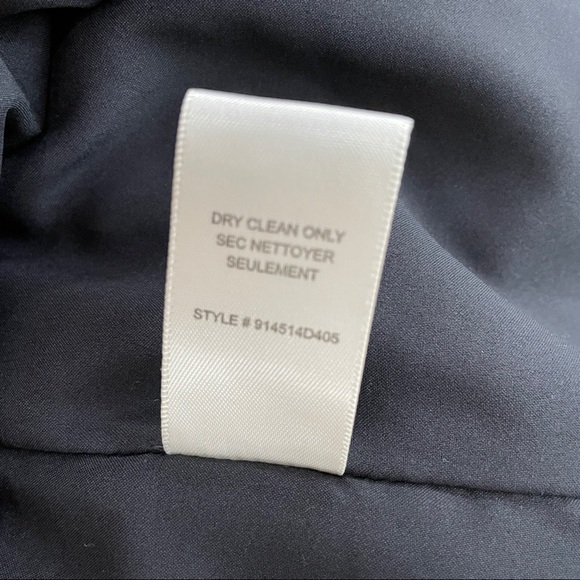 DRY CLEAN ONLY
SEC NETTOYER
SEULEMENT
STYLE # 914514D405